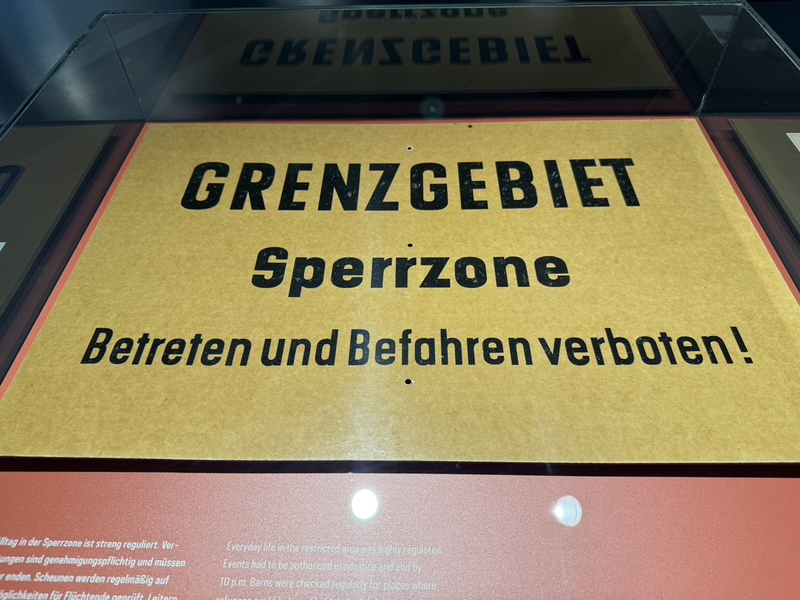 GRENZGEBIET
Sperrzone
Betreten und Befahren verboten!
lltag in der Sperrzone ist streng reguliert. Ver-
ungen sind genehmigungspflichtig und müssen
r enden. Scheunen werden regelmäßig auf
öglichkeiten für Flüchtende geprüft. Leitern
Everyday life in the restricted area was highly regulated.
Events had to be authorised in advance and end by
10 p.m. Barns were checked regularly for places where